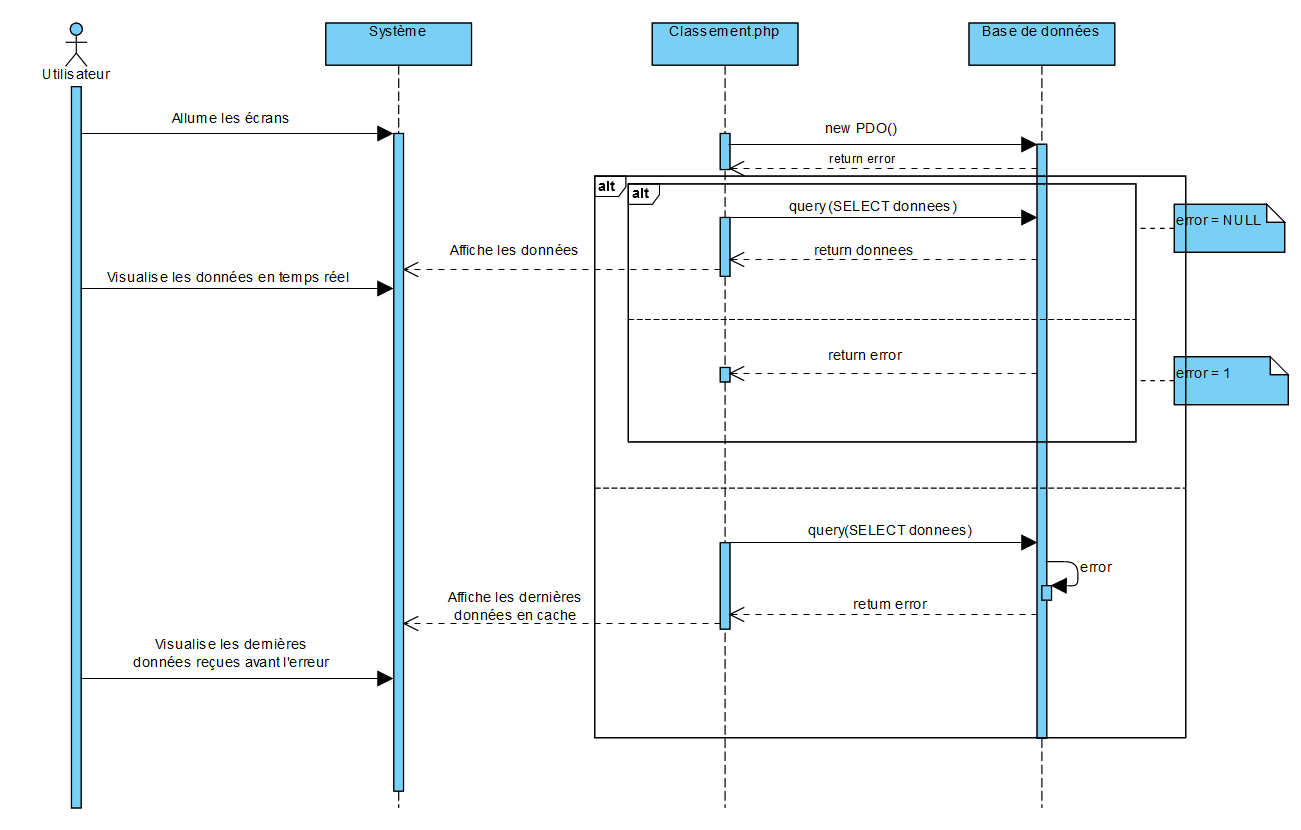 Utilisateur
Système
Classement.php
Base de données
Allume les écrans
new PDO()
return error
alt
alt
query(SELECT donnees)
error = NULL
Affiche les données
return donnees
Visualise les données en temps réel
return error
error = 1
query(SELECT donnees)
error
Affiche les dernières
données en cache
return error
Visualise les dernières
données reçues avant l'erreur